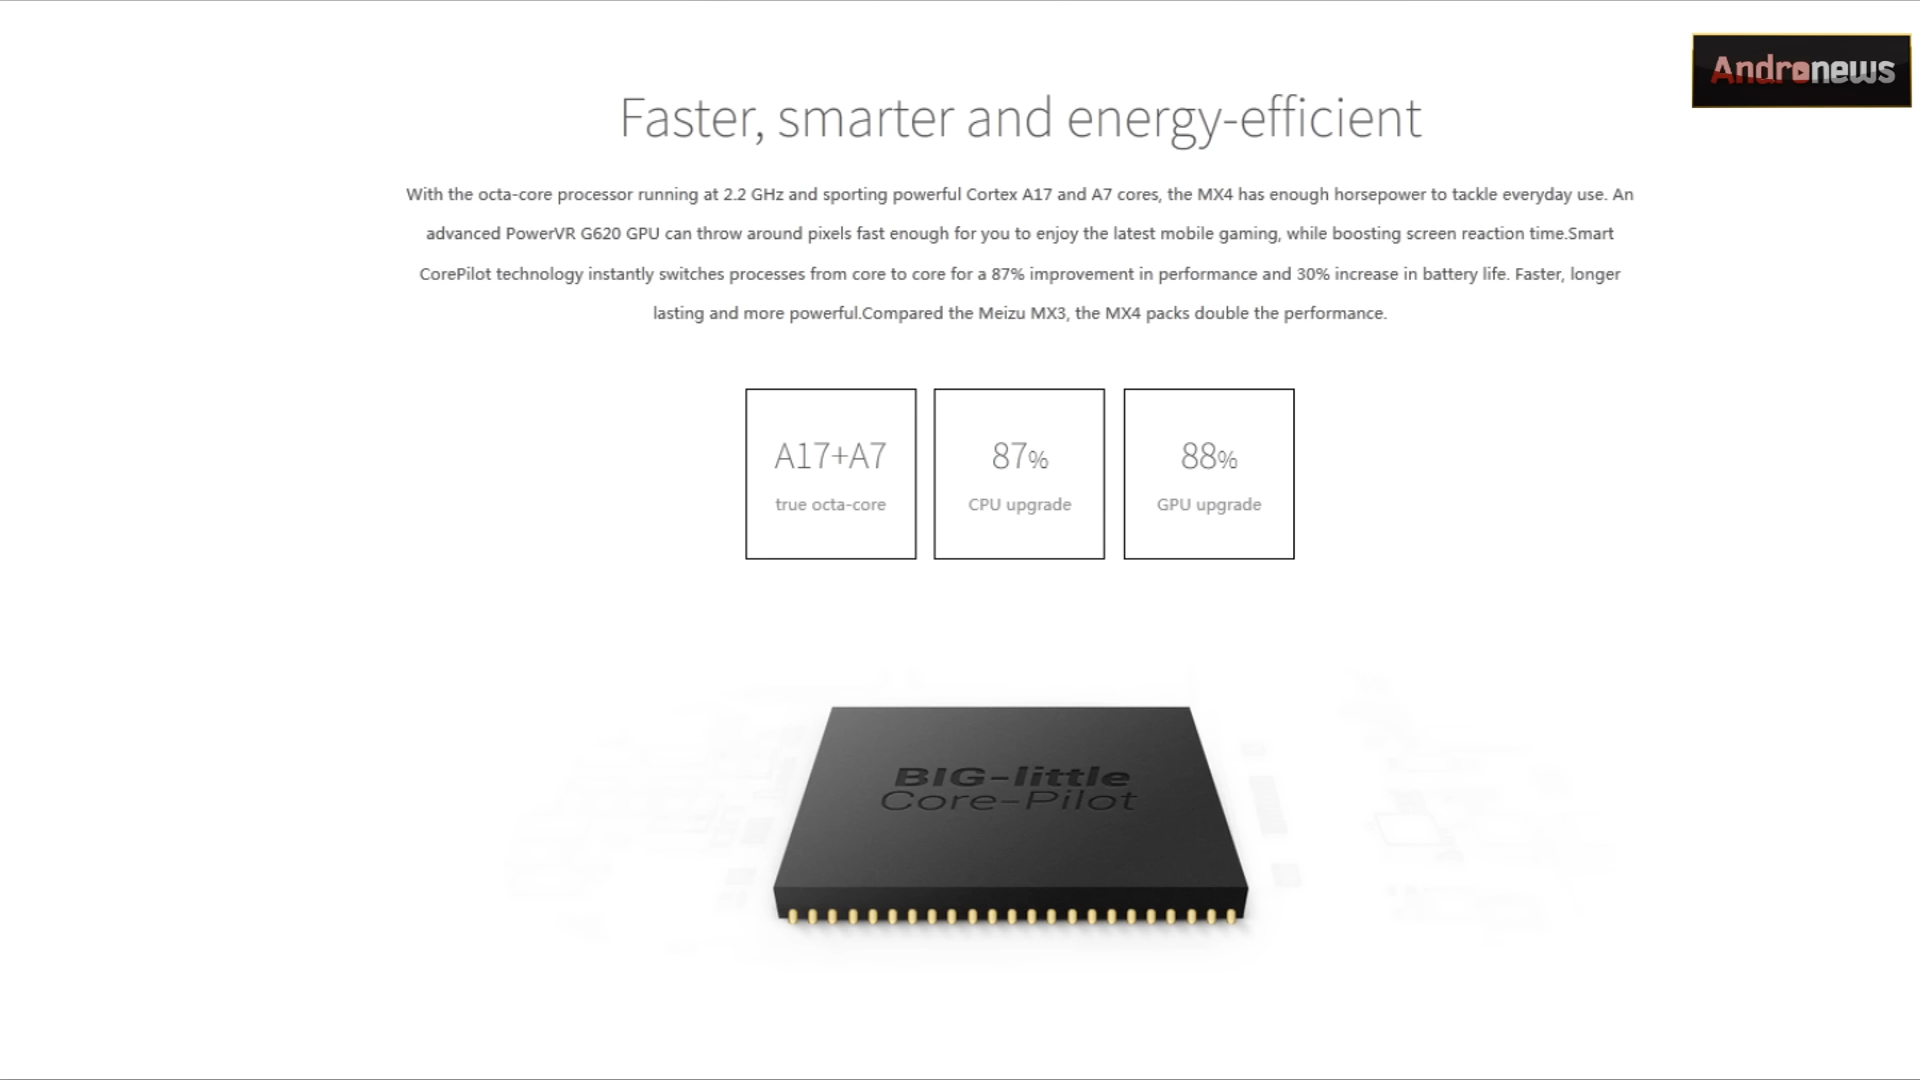 Andronews
Faster, smarter and energy-efficient
With the octa-core processor running at 2.2 GHz and sporting powerful Cortex A17 and A7 cores, the MX4 has enough horsepower to tackle everyday use. An
advanced PowerVR G620 GPU can throw around pixels fast enough for you to enjoy the latest mobile gaming, while boosting screen reaction time.Smart
CorePilot technology instantly switches processes from core to core for a 87% improvement in performance and 30% increase in battery life. Faster, longer
lasting and more powerful.Compared the Meizu MX3, the MX4 packs double the performance.
A17+A7
true octa-core
87%
CPU upgrade
88%
GPU upgrade
BIG-little
Core-Pilot